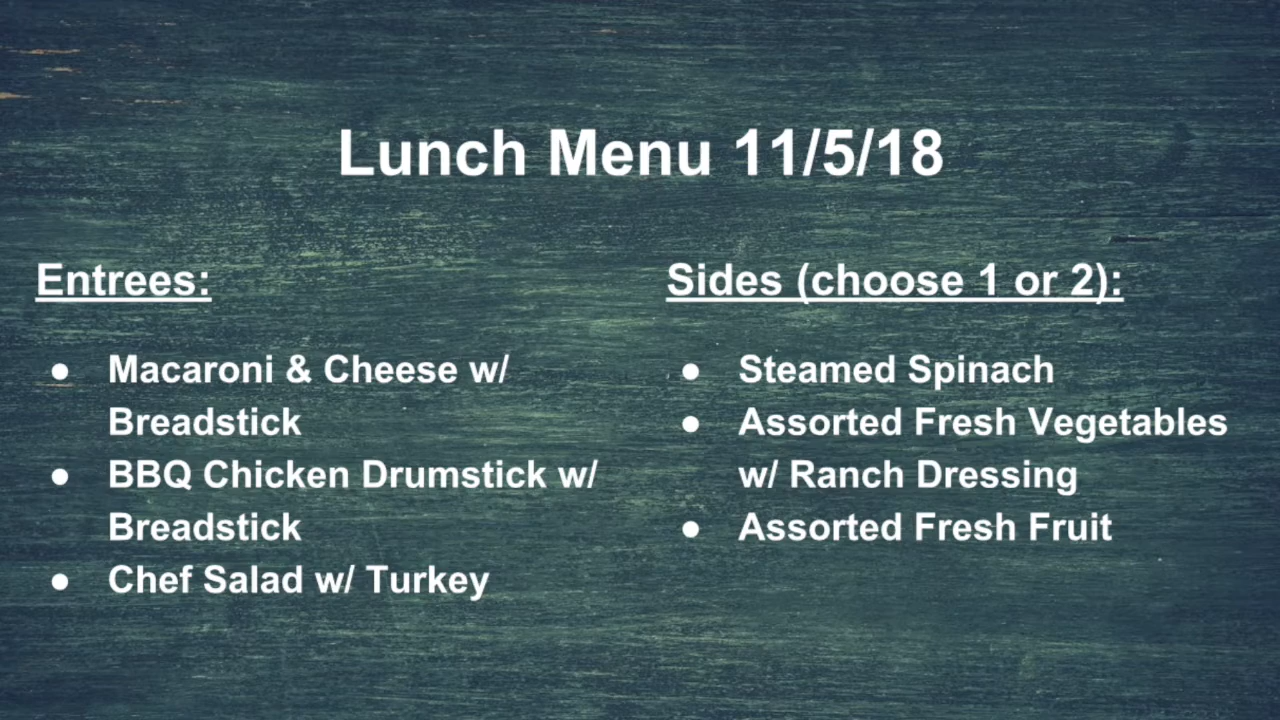 Lunch Menu 11/5/18
Entrees:
● Macaroni & Cheese w/
Breadstick
● BBQ Chicken Drumstick w/
Breadstick
● Chef Salad w/ Turkey
Sides (choose 1 or 2):
● Steamed Spinach
● Assorted Fresh Vegetables
w/ Ranch Dressing
● Assorted Fresh Fruit